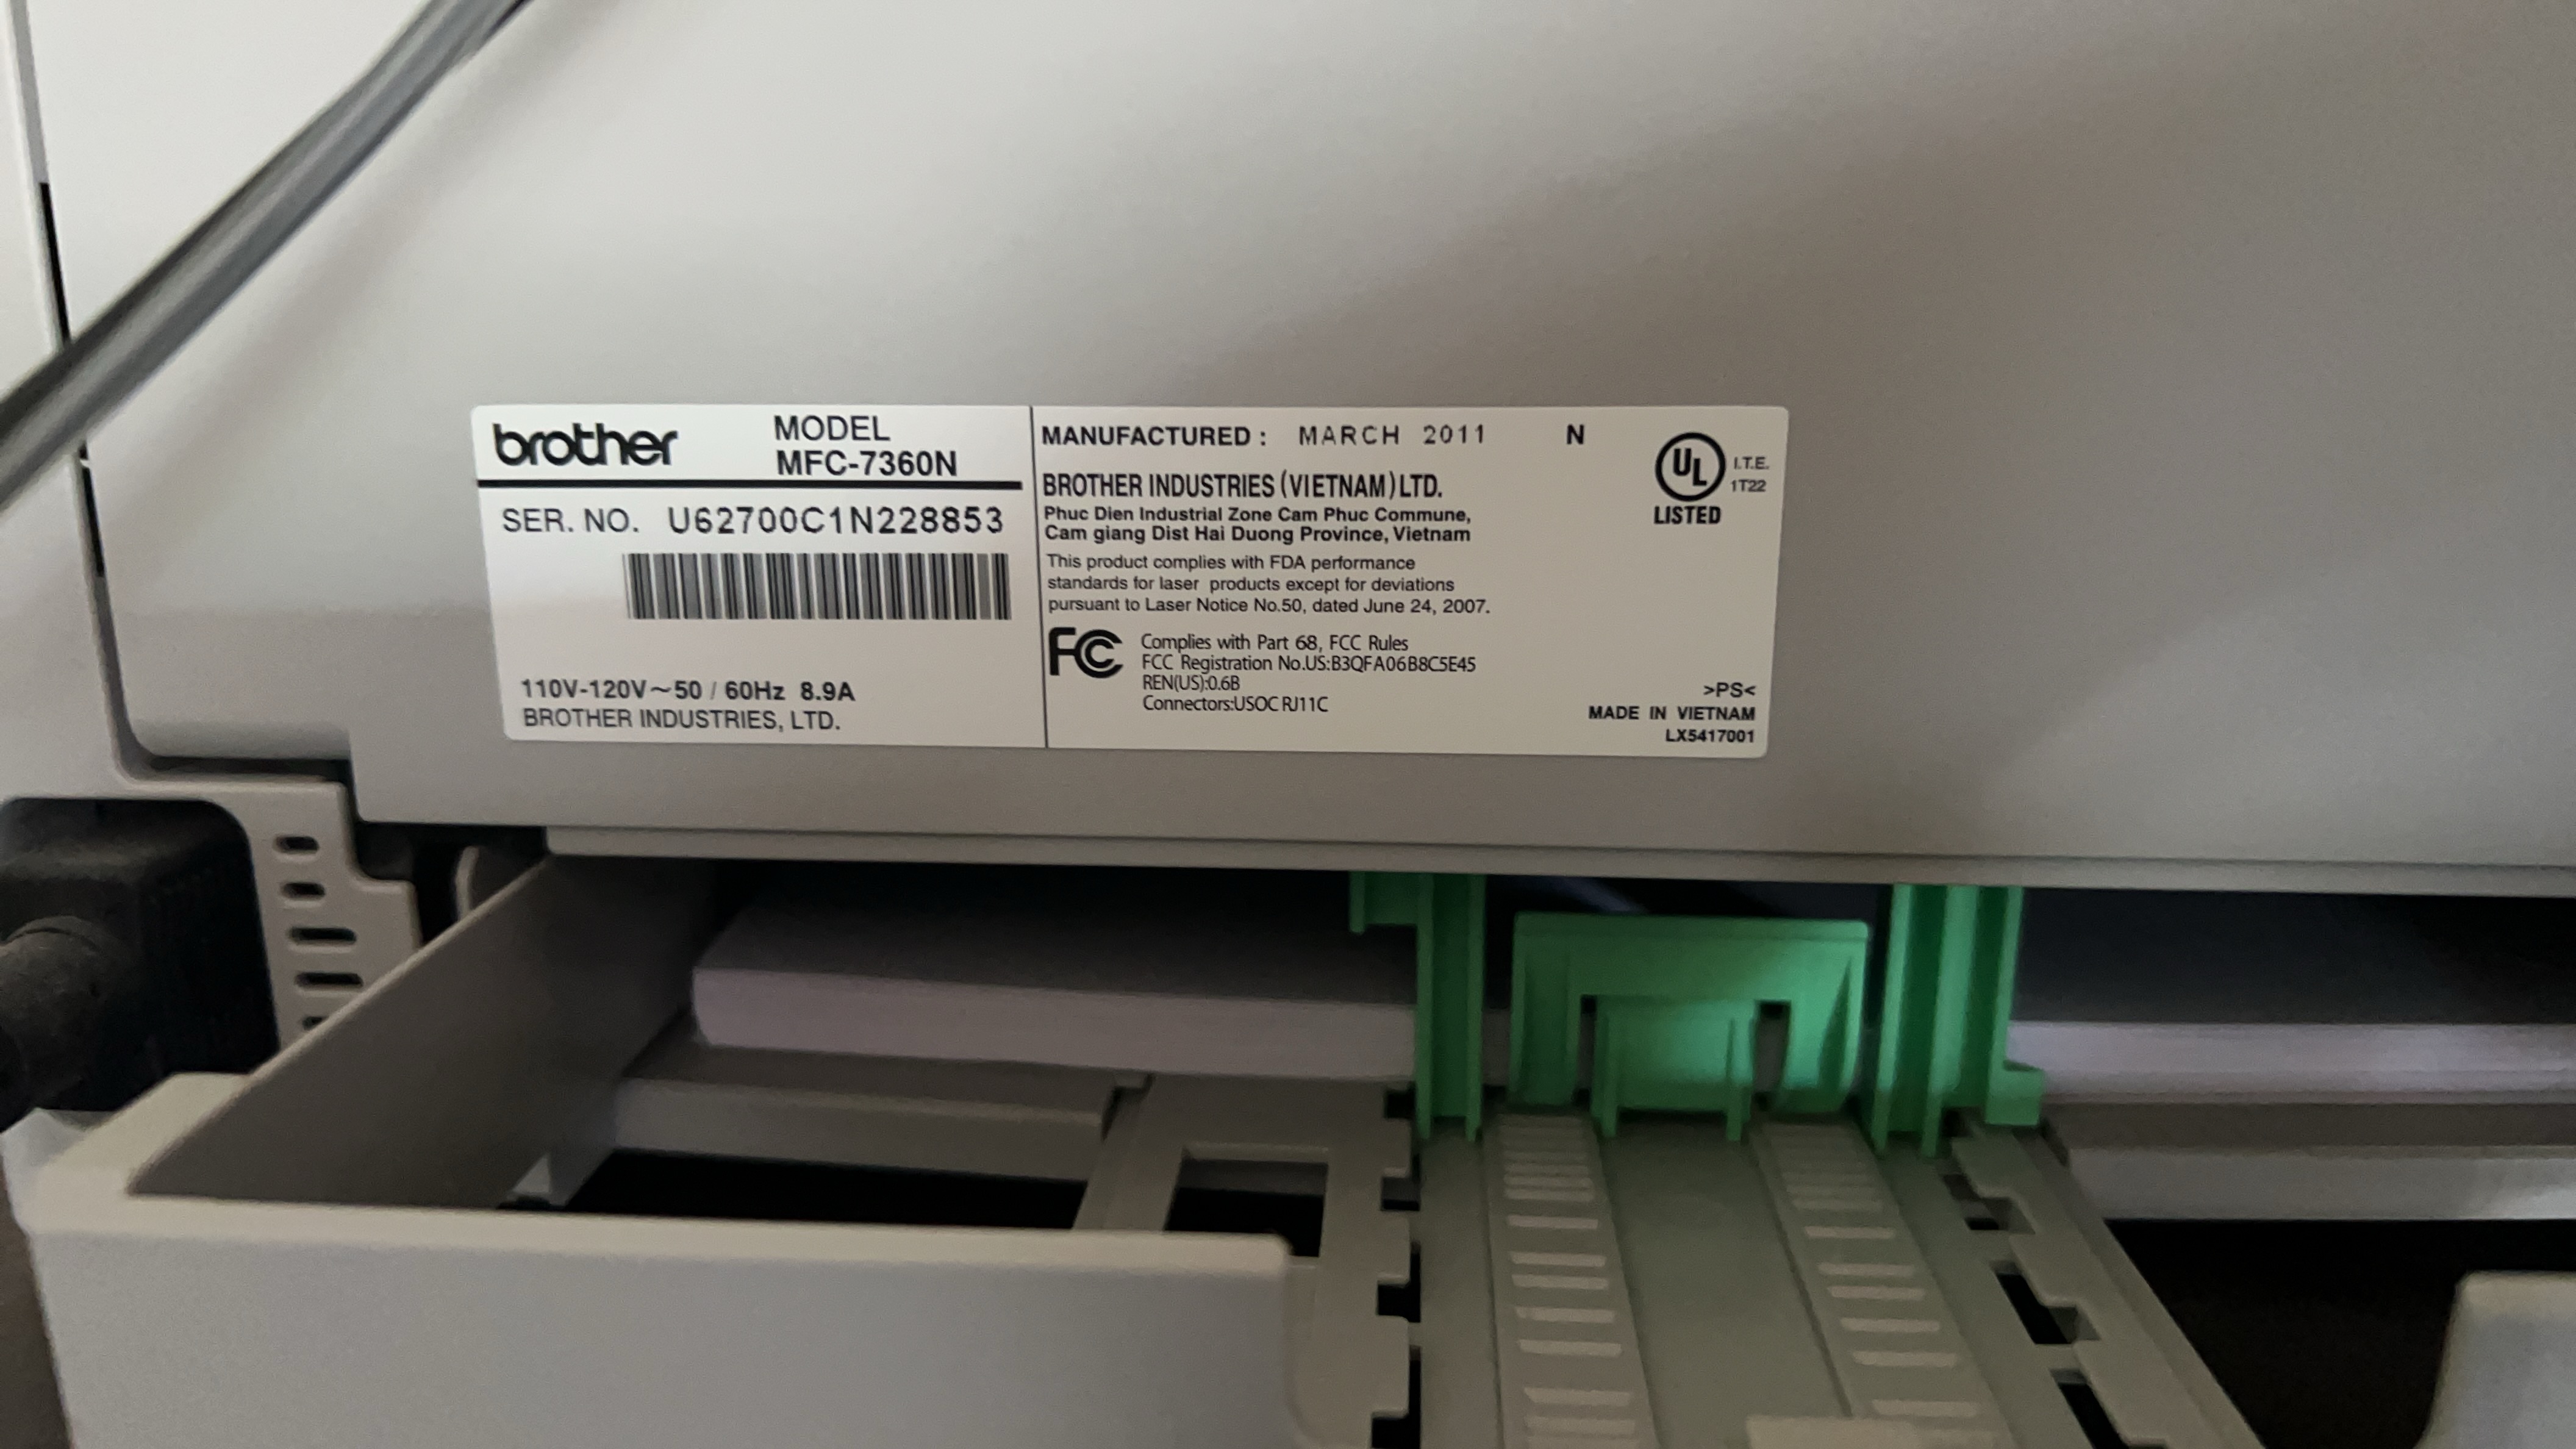 brother
MODEL
MFC-7360N
SER. NO. U62700C1N228853
110V-120V~50 / 60Hz 8.9A
BROTHER INDUSTRIES, LTD.
MANUFACTURED : MARCH 2011 N
BROTHER INDUSTRIES (VIETNAM) LTD.
Phuc Dien Industrial Zone Cam Phuc Commune,
Cam giang Dist Hai Duong Province, Vietnam
This product complies with FDA performance
standards for laser products except for deviations
pursuant to Laser Notice No.50, dated June 24, 2007.
FC
Complies with Part 68, FCC Rules
FCC Registration No.US:B3QFA06B8C5E45
REN(US):0.6B
Connectors:USOC RJ11C
UL
I.T.E.
1T22
LISTED
>PS<
MADE IN VIETNAM
LX5417001